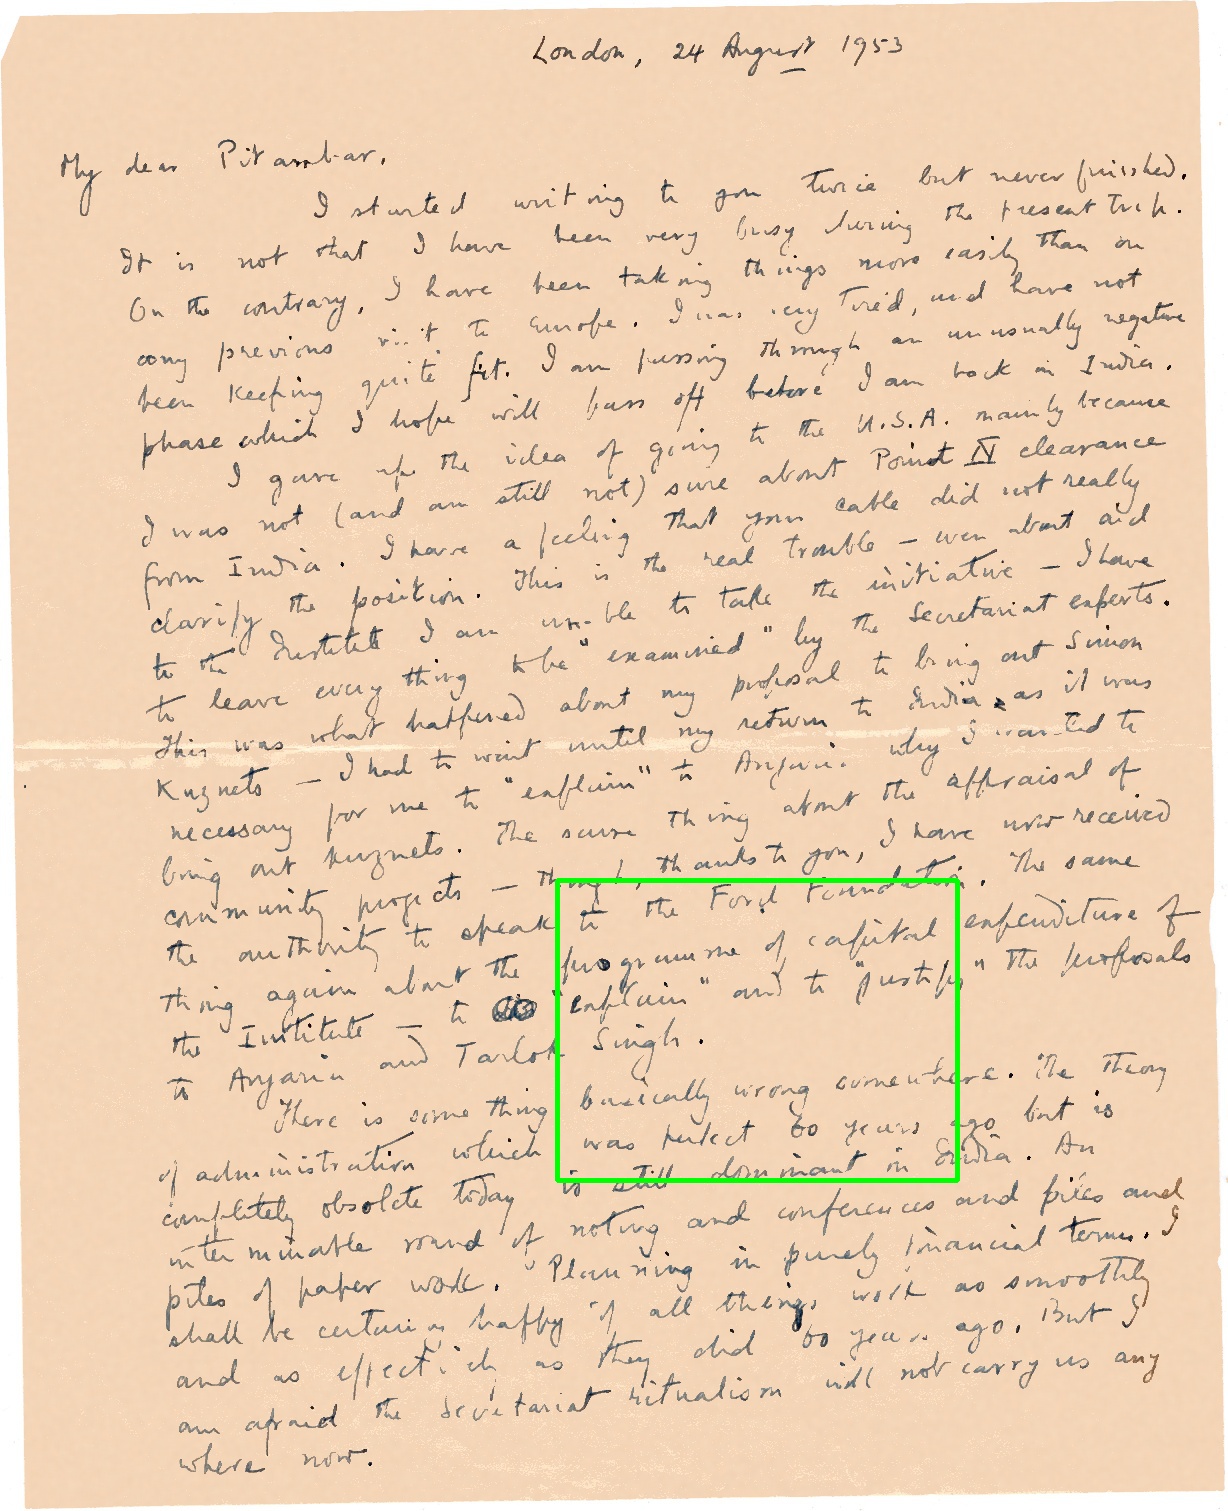 London, 24 August 1953
My dear Pitambar,
I started writing to you twice but never finished.
It is not that I have been very busy during the present trip.
On the contrary, I have been taking things more easily than on
any previous visit to Europe. I was very tired, and have not
been keeping quite fit. I am passing through an unusually negative
phase which I hope will pass off before I am back in India.
I gave up the idea of going to the U.S.A. mainly because
I was not (and am still not) sure about Point IV clearance
from India. I have a feeling that your cable did not really
clarify the position. This is the real trouble — even about aid
to the Institute I am unable to take the initiative — I have
to leave every thing to be "examined" by the Secretariat experts.
This was what happened about my proposal to bring out Simon
Kuznets — I had to wait until my return to India, as it was
necessary for me to "explain" to Anjaria why I wanted to
bring out Kuznets. The same thing about the appraisal of
community projects — though, thanks to you, I have now received
the authority to speak to the Ford Foundation. The same
thing again about the programme of capital expenditure of
the Institute — to "explain" and to "justify" the proposals
to Anjaria and Tarlok Singh.
There is some thing basically wrong somewhere. The theory
of administration which was perfect 60 years ago but is
completely obsolete today is still dominant in India. An
interminable round of noting and conferences and files and
piles of paper work. Planning in purely financial terms. I
shall be certainly happy if all things work as smoothly
and as effectively as they did 60 years ago. But I
am afraid the Secretariat ritualism will not carry us any
where now.